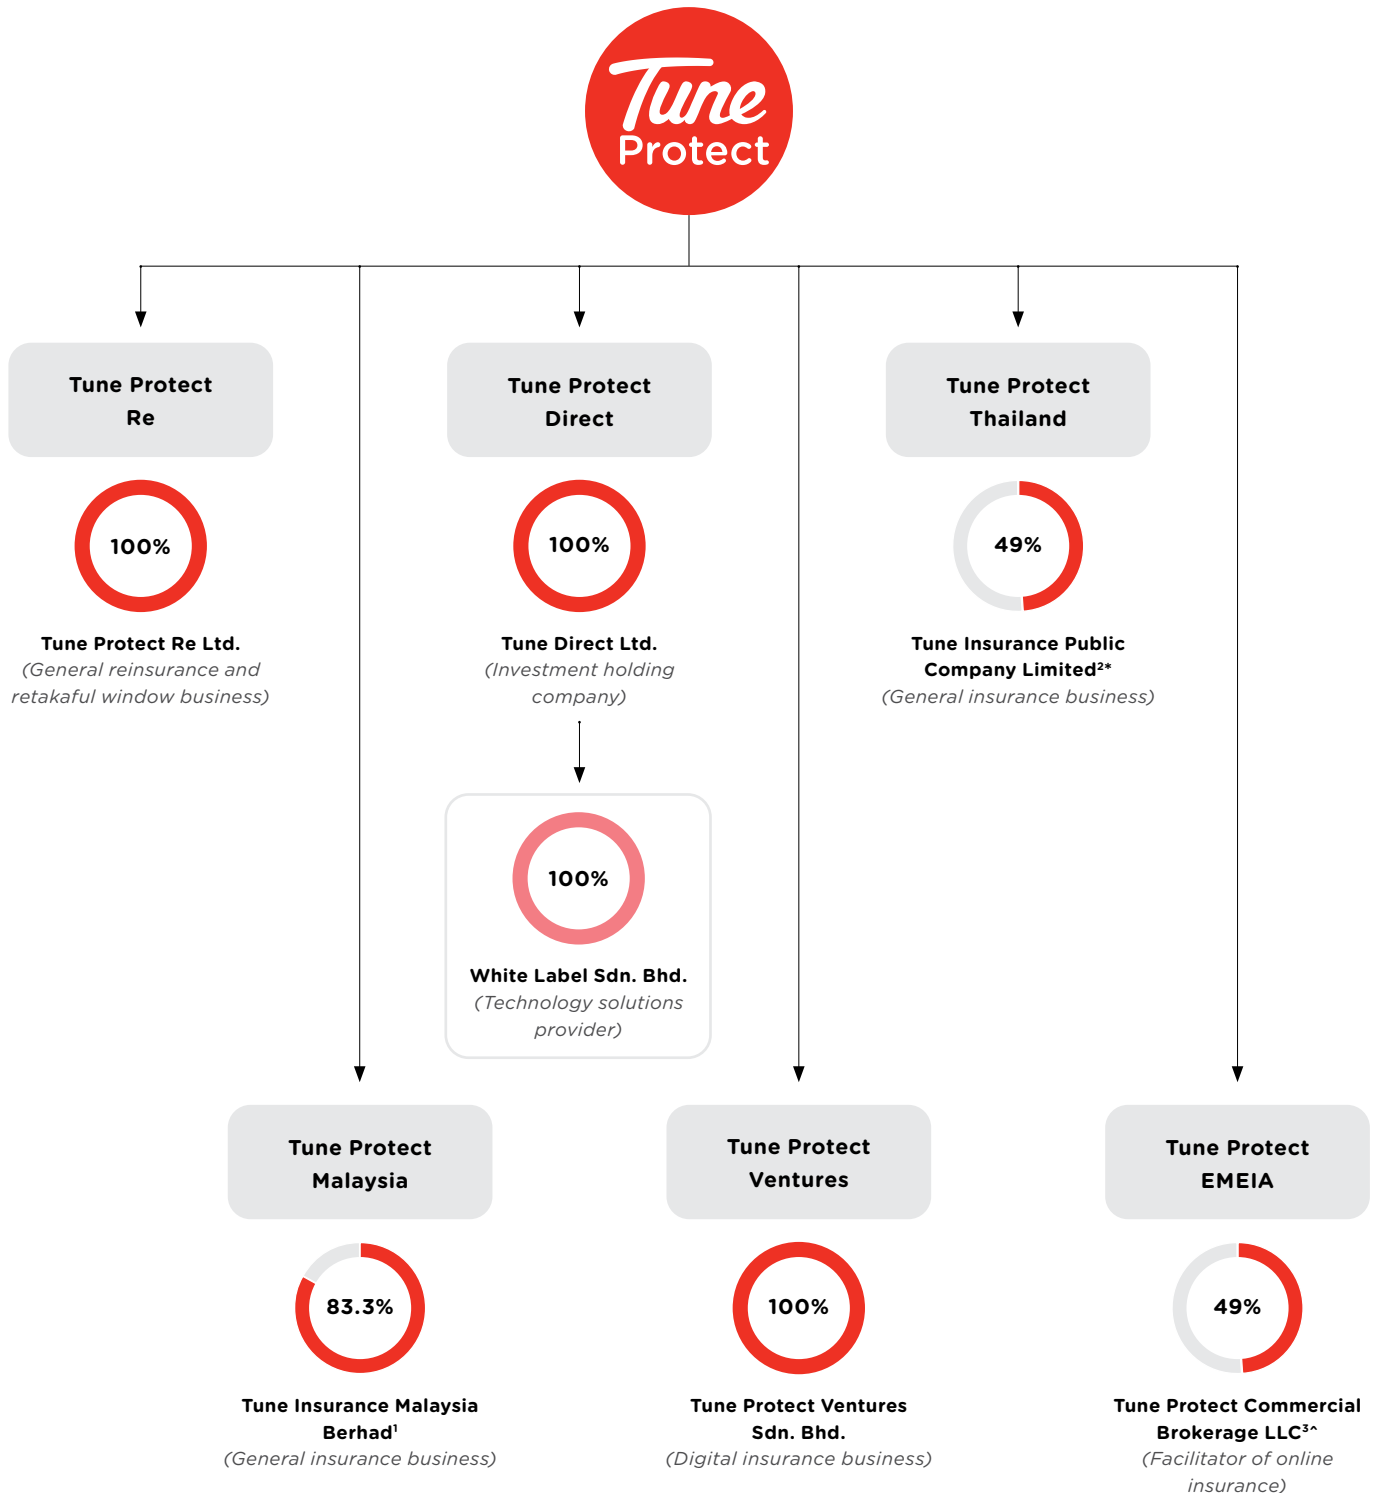 Tune
Protect
Tune Protect
Re
100%
Tune Protect Re Ltd.
(General reinsurance and
retakaful window business)
Tune Protect
Direct
100%
Tune Direct Ltd.
(Investment holding
company)
100%
White Label Sdn. Bhd.
(Technology solutions
provider)
Tune Protect
Thailand
49%
Tune Insurance Public
Company Limited²*
(General insurance business)
Tune Protect
Malaysia
83.3%
Tune Insurance Malaysia
Berhad¹
(General insurance business)
Tune Protect
Ventures
100%
Tune Protect Ventures
Sdn. Bhd.
(Digital insurance business)
Tune Protect
EMEIA
49%
Tune Protect Commercial
Brokerage LLC³^
(Facilitator of online
insurance)